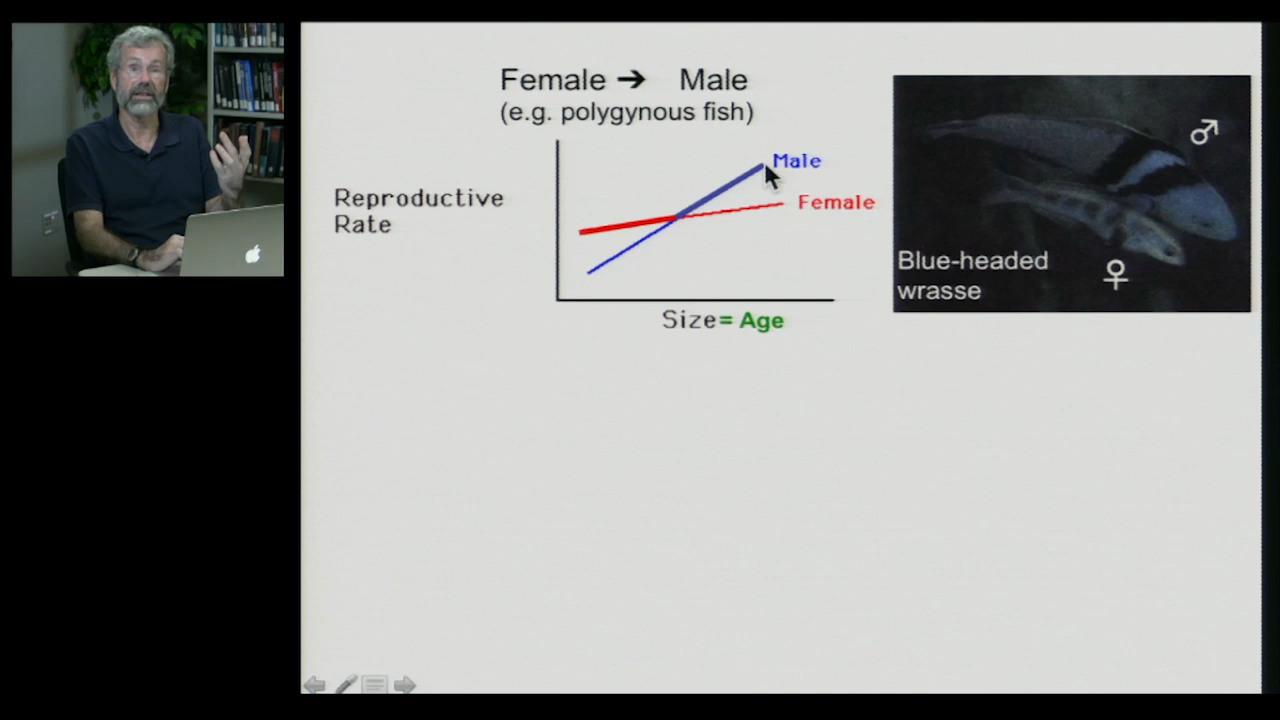 Female ➔ Male
(e.g. polygynous fish)
Male
Female
Reproductive
Rate
Size = Age
♂
♀
Blue-headed
wrasse